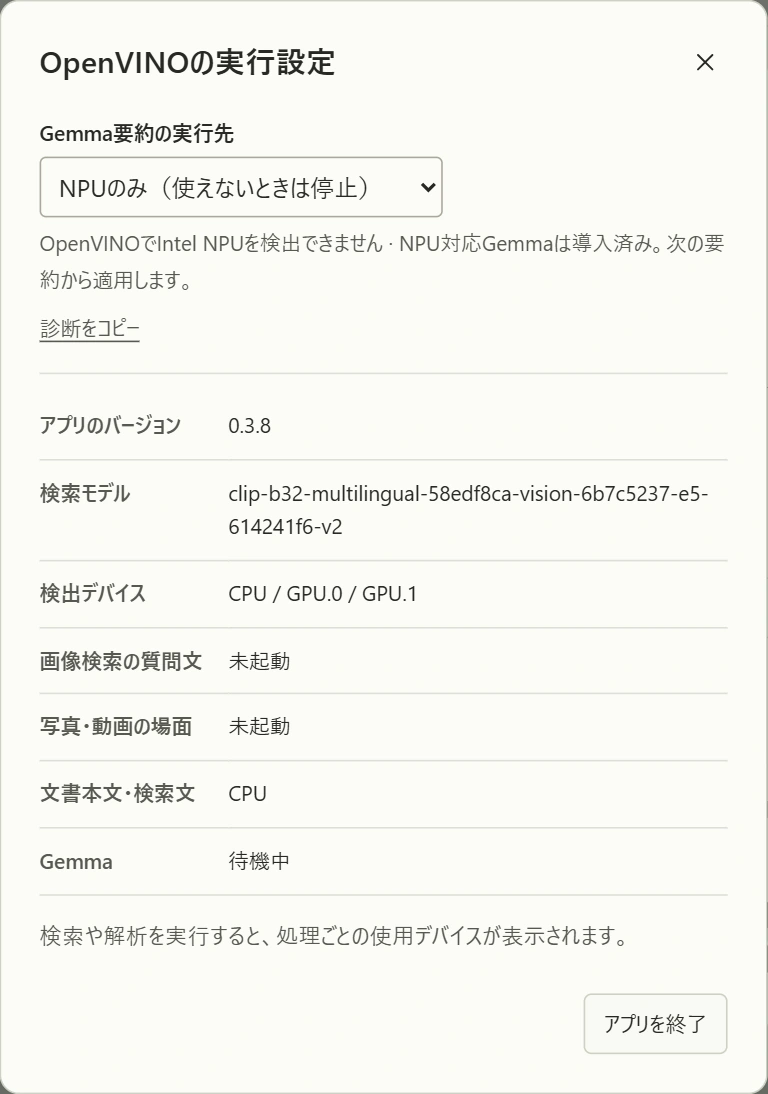 OpenVINOの実行設定
Gemma要約の実行先
NPUのみ（使えないときは停止）
OpenVINOでIntel NPUを検出できません · NPU対応Gemmaは導入済み。次の要
約から適用します。
診断をコピー
アプリのバージョン 0.3.8
検索モデル clip-b32-multilingual-58edf8ca-vision-6b7c5237-e5-
614241f6-v2
検出デバイス CPU / GPU.0 / GPU.1
画像検索の質問文 未起動
写真・動画の場面 未起動
文書本文・検索文 CPU
Gemma 待機中
検索や解析を実行すると、処理ごとの使用デバイスが表示されます。
アプリを終了